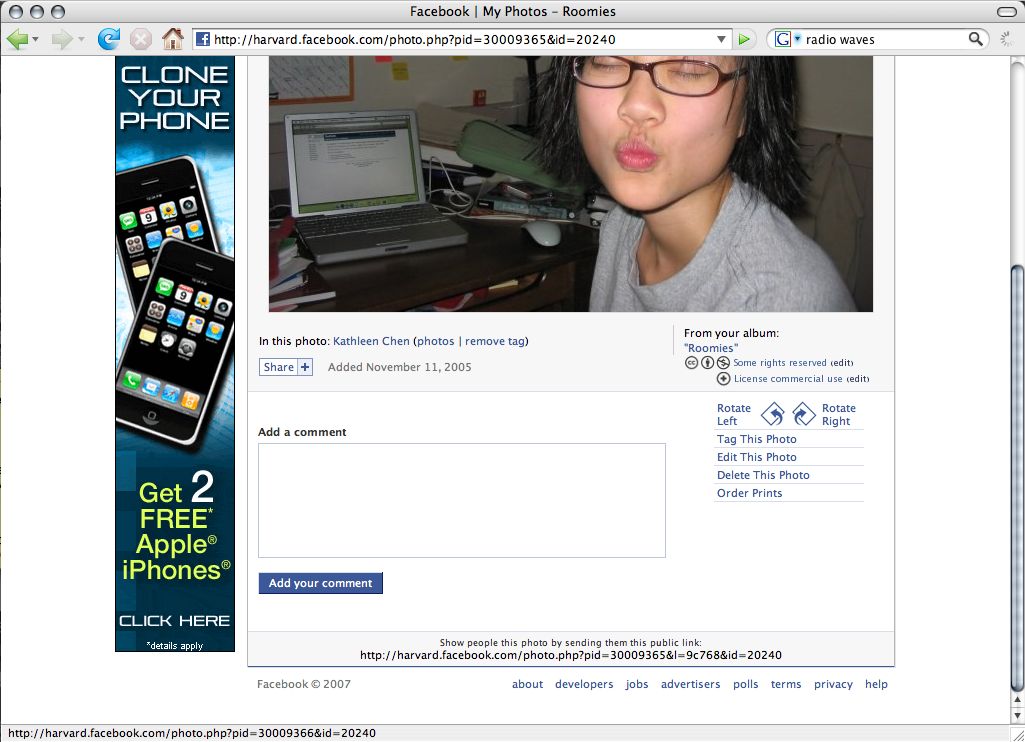 Facebook | My Photos – Roomies
http://harvard.facebook.com/photo.php?pid=30009365&id=20240
radio waves
CLONE
YOUR
PHONE
Get 2
FREE*
Apple®
iPhones®
CLICK HERE
*details apply
In this photo: Kathleen Chen (photos | remove tag)
Share +
Added November 11, 2005
From your album:
"Roomies"
Some rights reserved (edit)
License commercial use (edit)
Rotate Left
Rotate Right
Tag This Photo
Edit This Photo
Delete This Photo
Order Prints
Add a comment
Add your comment
Show people this photo by sending them this public link:
http://harvard.facebook.com/photo.php?pid=30009365&l=9c768&id=20240
Facebook © 2007
about developers jobs advertisers polls terms privacy help
http://harvard.facebook.com/photo.php?pid=30009366&id=20240